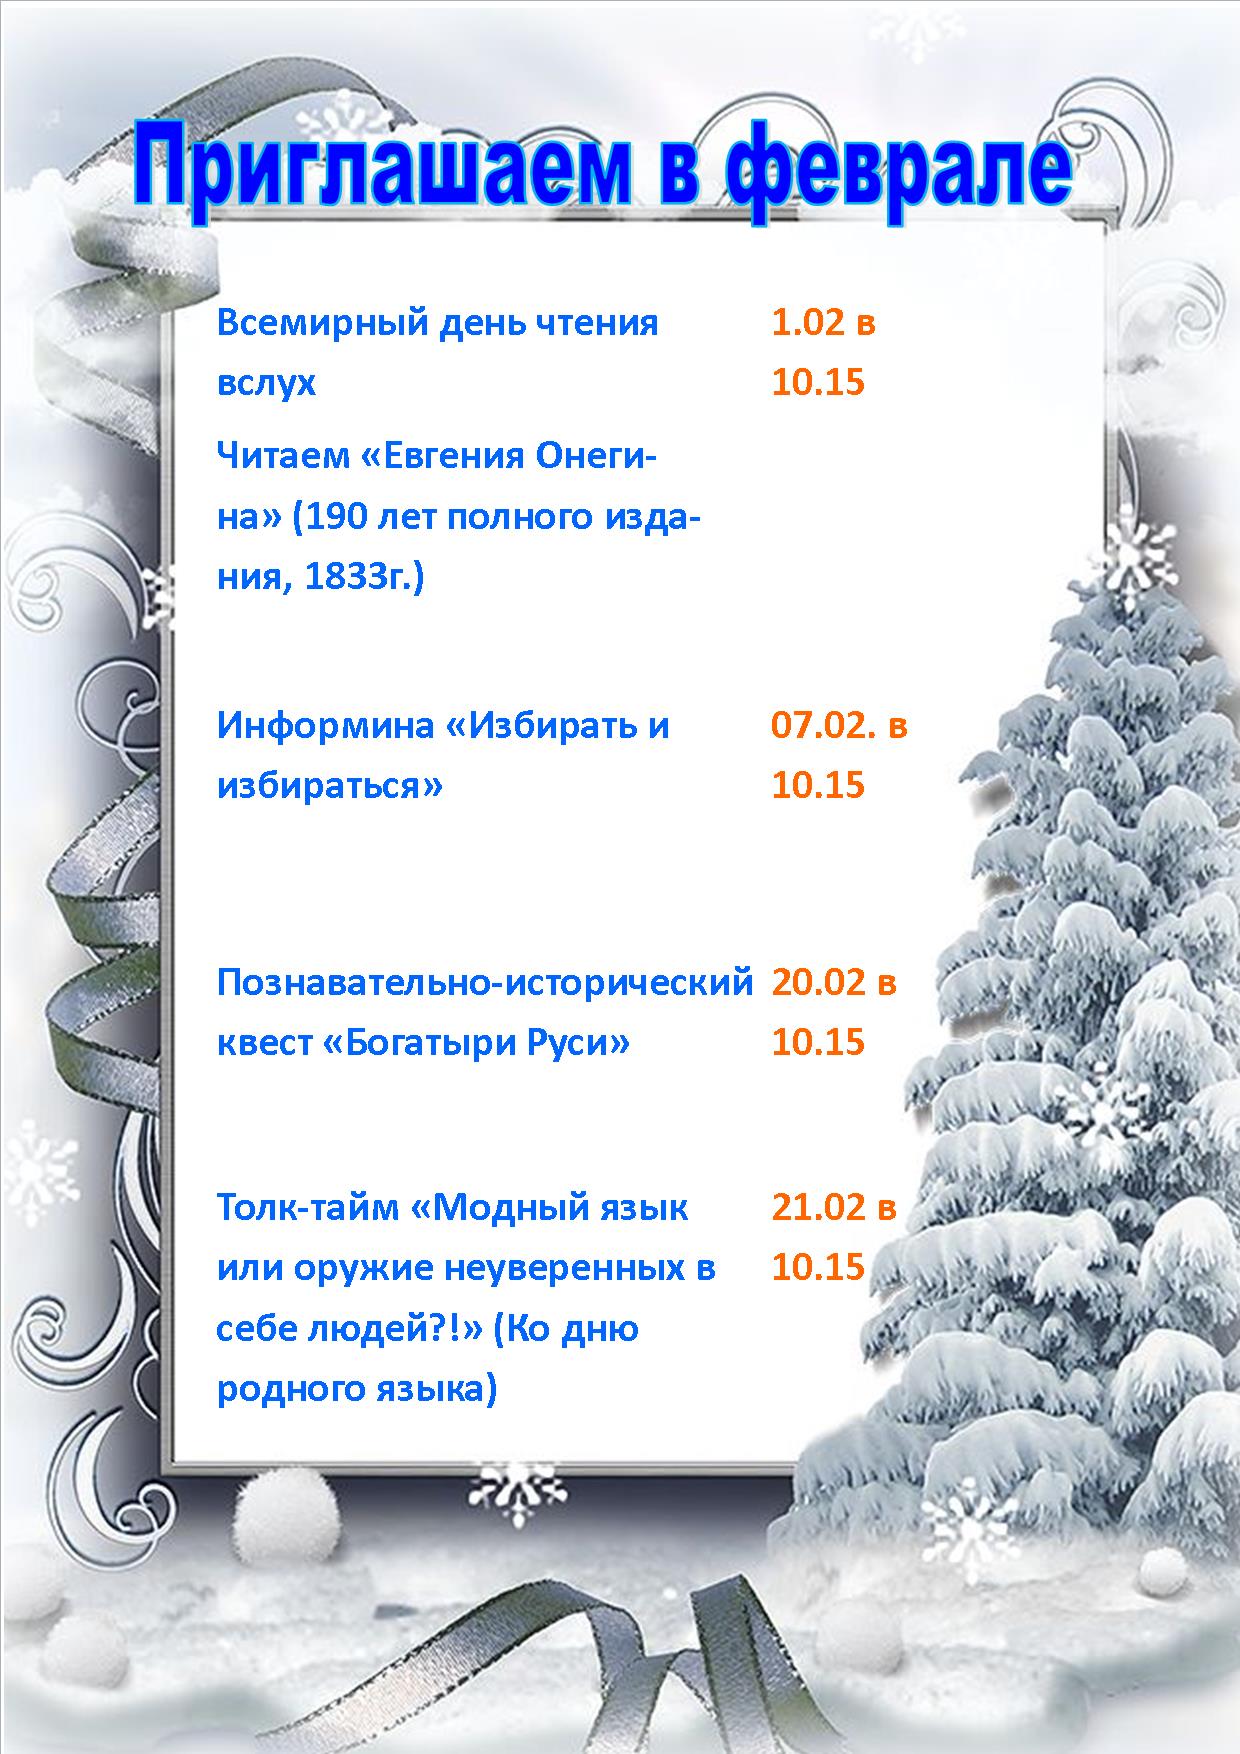 Приглашаем в феврале
Всемирный день чтения 1.02 в
вслух 10.15
Читаем «Евгения Онеги-
на» (190 лет полного изда-
ния, 1833г.)
Информина «Избирать и 07.02. в
избираться» 10.15
Познавательно-исторический 20.02 в
квест «Богатыри Руси» 10.15
Толк-тайм «Модный язык 21.02 в
или оружие неуверенных в 10.15
себе людей?!» (Ко дню
родного языка)